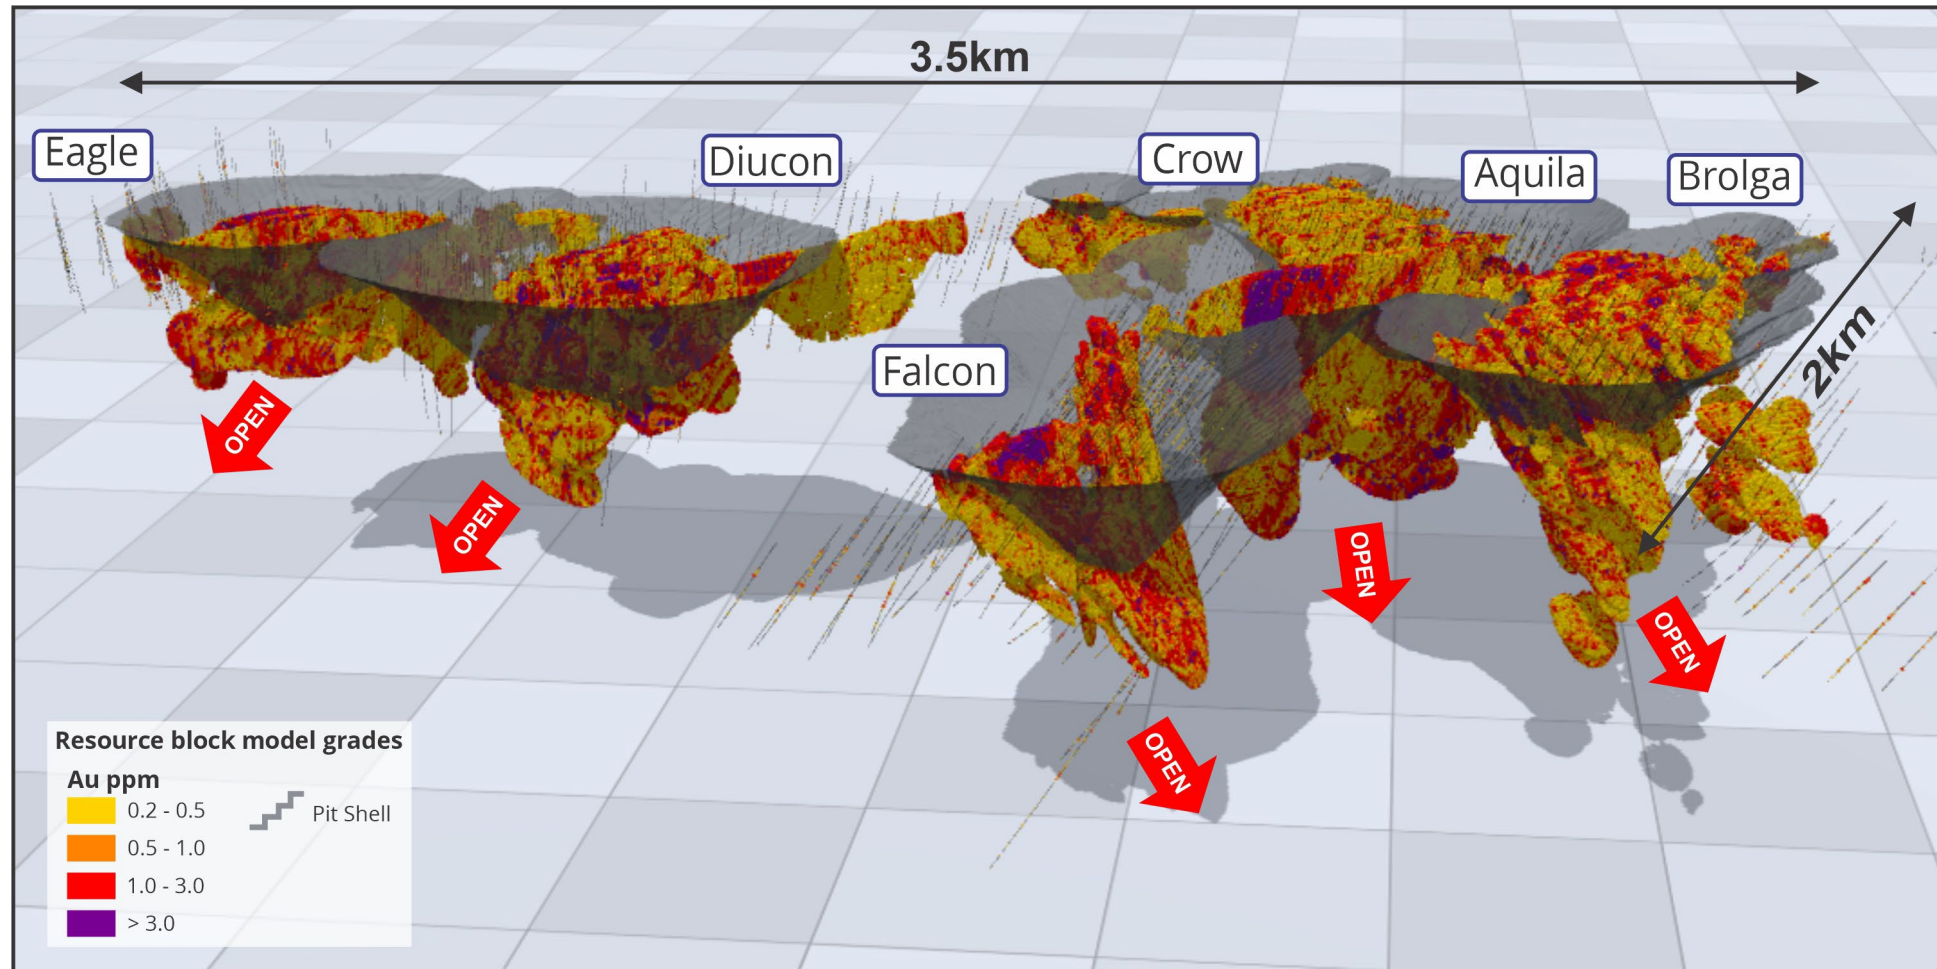 3.5km
Eagle
Diucon
Crow
Aquila
Brolga
2km
Falcon
OPEN
OPEN
OPEN
OPEN
OPEN
Resource block model grades
Au ppm
0.2 - 0.5
Pit Shell
0.5 - 1.0
1.0 - 3.0
> 3.0